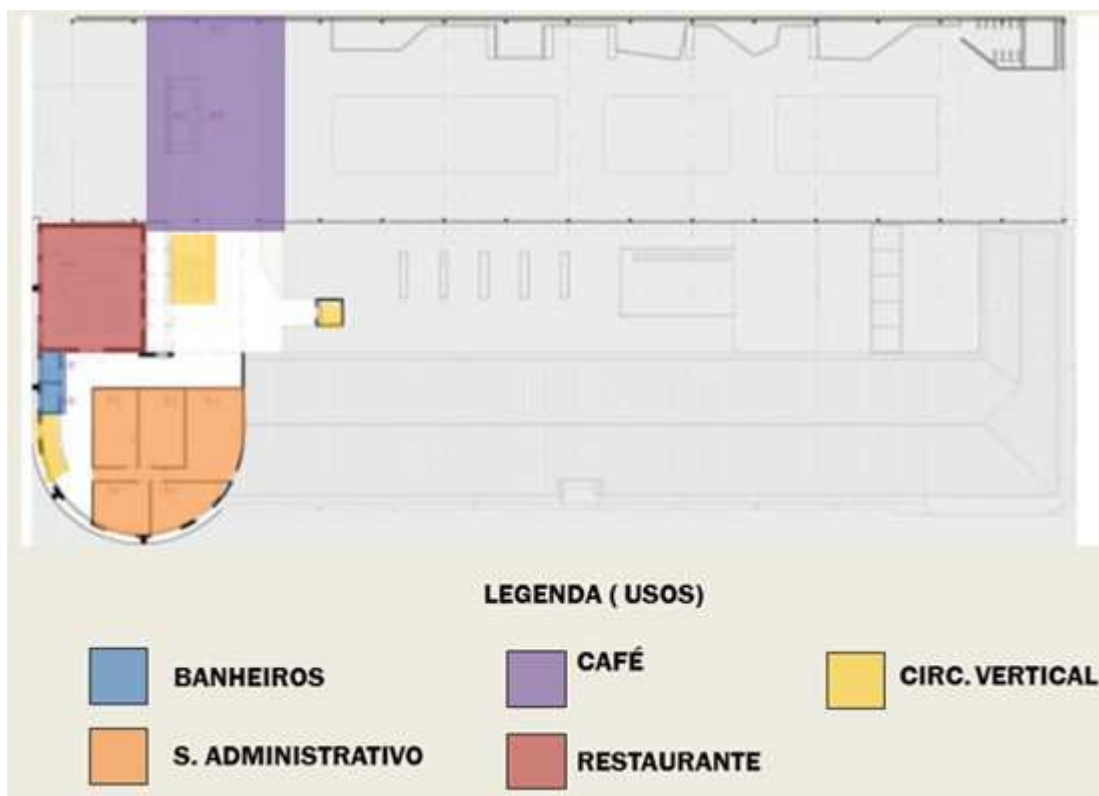 LEGENDA ( USOS)
BANHEIROS
CAFÉ
CIRC. VERTICAL
S. ADMINISTRATIVO
RESTAURANTE